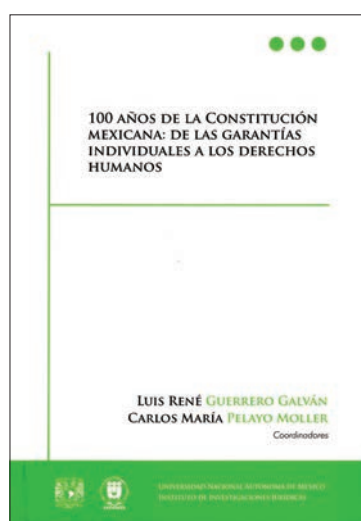 100 AÑOS DE LA CONSTITUCIÓN
MEXICANA: DE LAS GARANTÍAS
INDIVIDUALES A LOS DERECHOS
HUMANOS
LUIS RENÉ GUERRERO GALVÁN
CARLOS MARÍA PELAYO MOLLER
Coordinadores
UNIVERSIDAD NACIONAL AUTÓNOMA DE MÉXICO
INSTITUTO DE INVESTIGACIONES JURÍDICAS